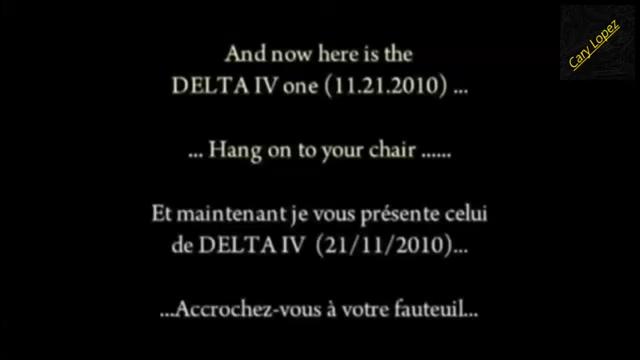 Cary Lopez
And now here is the
DELTA IV one (11.21.2010) ...
... Hang on to your chair ......
Et maintenant je vous présente celui
de DELTA IV (21/11/2010)...
...Accrochez-vous à votre fauteuil...